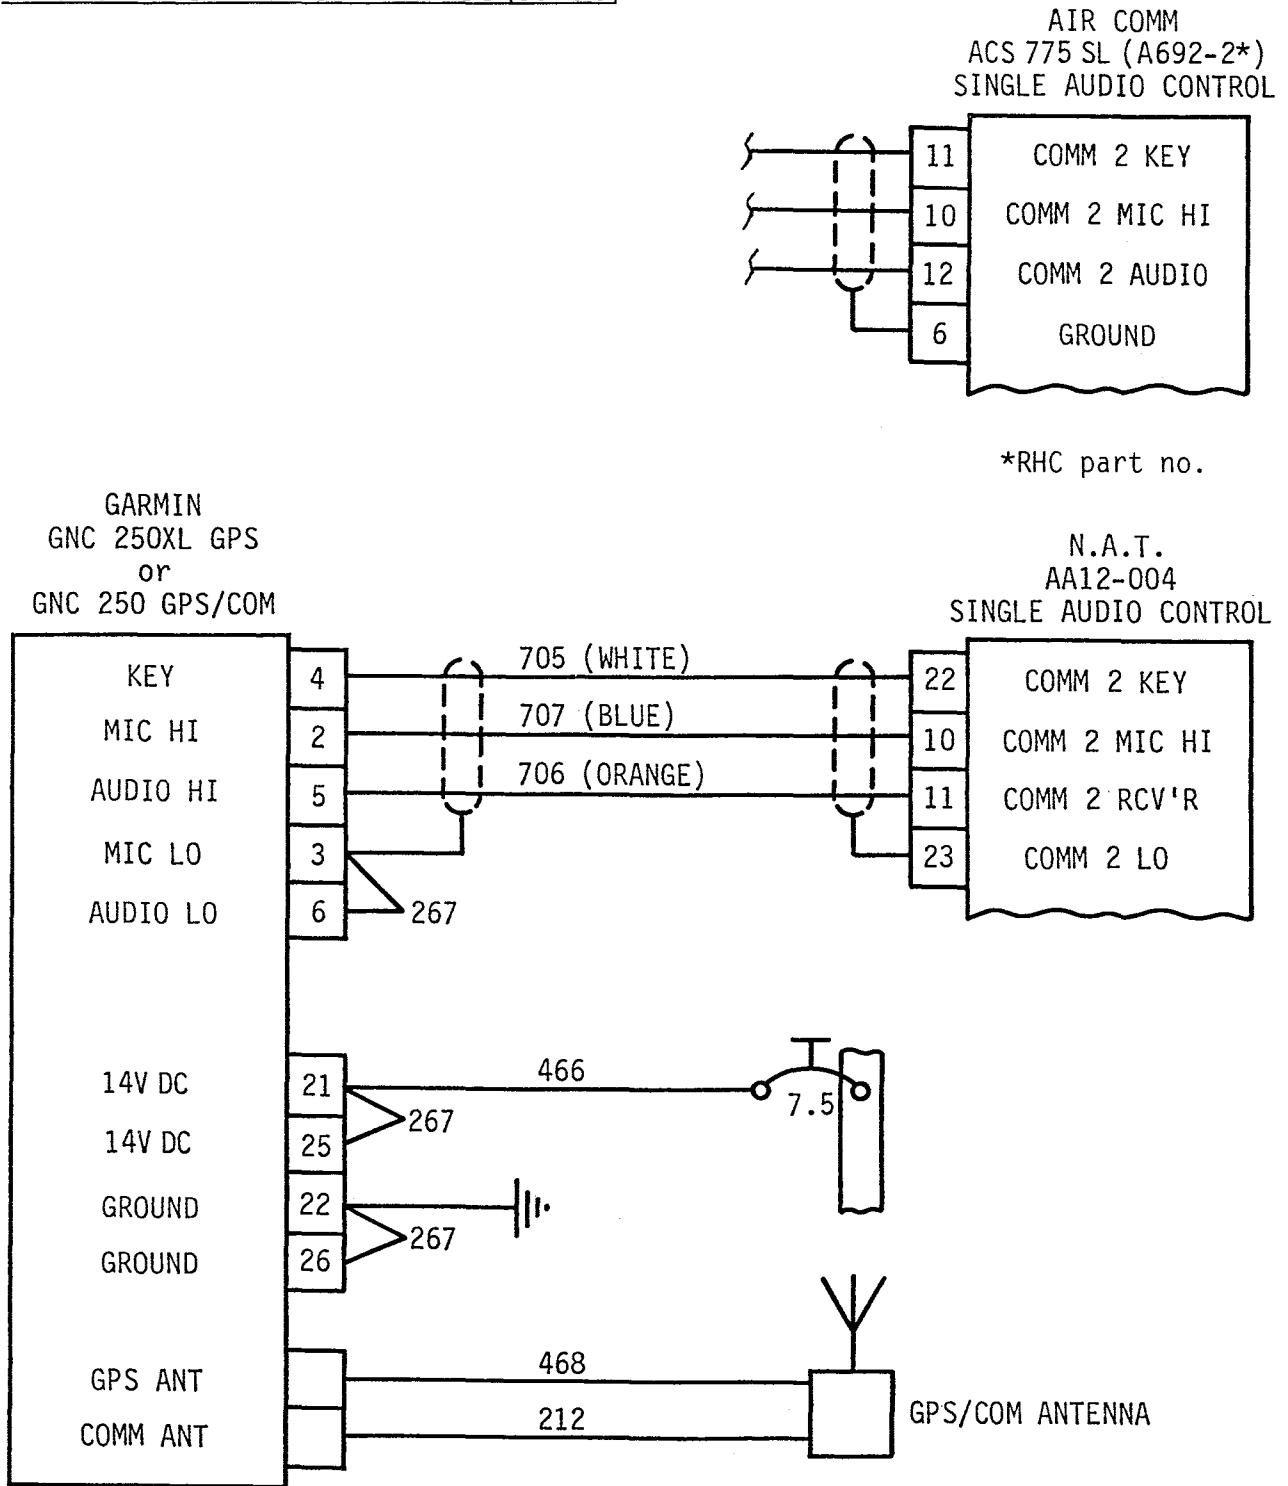 AIR COMM
ACS 775 SL (A692-2*)
SINGLE AUDIO CONTROL
11 COMM 2 KEY
10 COMM 2 MIC HI
12 COMM 2 AUDIO
6 GROUND
*RHC part no.
GARMIN
GNC 250XL GPS
or
GNC 250 GPS/COM
N.A.T.
AA12-004
SINGLE AUDIO CONTROL
KEY 4 705 (WHITE) 22 COMM 2 KEY
MIC HI 2 707 (BLUE) 10 COMM 2 MIC HI
AUDIO HI 5 706 (ORANGE) 11 COMM 2 RCV'R
MIC LO 3 23 COMM 2 LO
AUDIO LO 6 267
14V DC 21 466 7.5
267
14V DC 25
GROUND 22
267
GROUND 26
GPS ANT 468
GPS/COM ANTENNA
COMM ANT 212